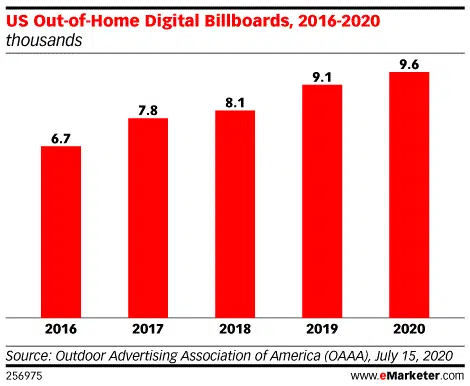 US Out-of-Home Digital Billboards, 2016-2020
thousands
6.7
7.8
8.1
9.1
9.6
2016 2017 2018 2019 2020
Source: Outdoor Advertising Association of America (OAAA), July 15, 2020
256975 www.eMarketer.com